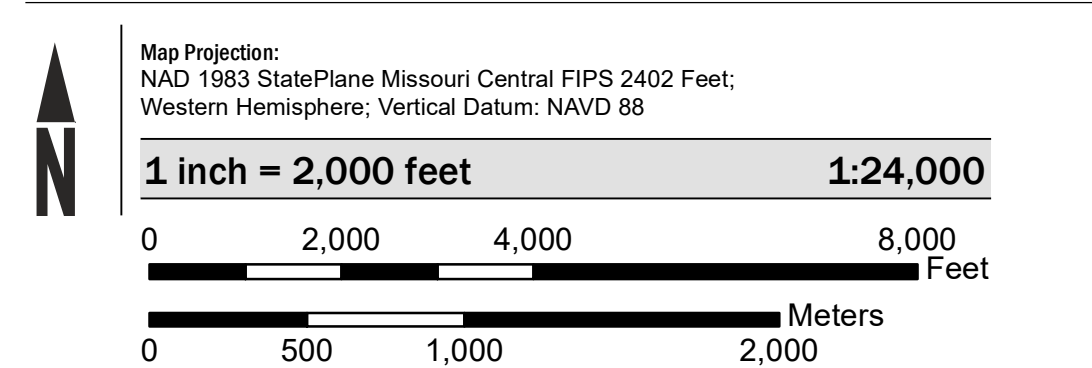 N
Map Projection:
NAD 1983 StatePlane Missouri Central FIPS 2402 Feet;
Western Hemisphere; Vertical Datum: NAVD 88
1 inch = 2,000 feet 1:24,000
0 2,000 4,000 8,000
Feet
Meters
0 500 1,000 2,000